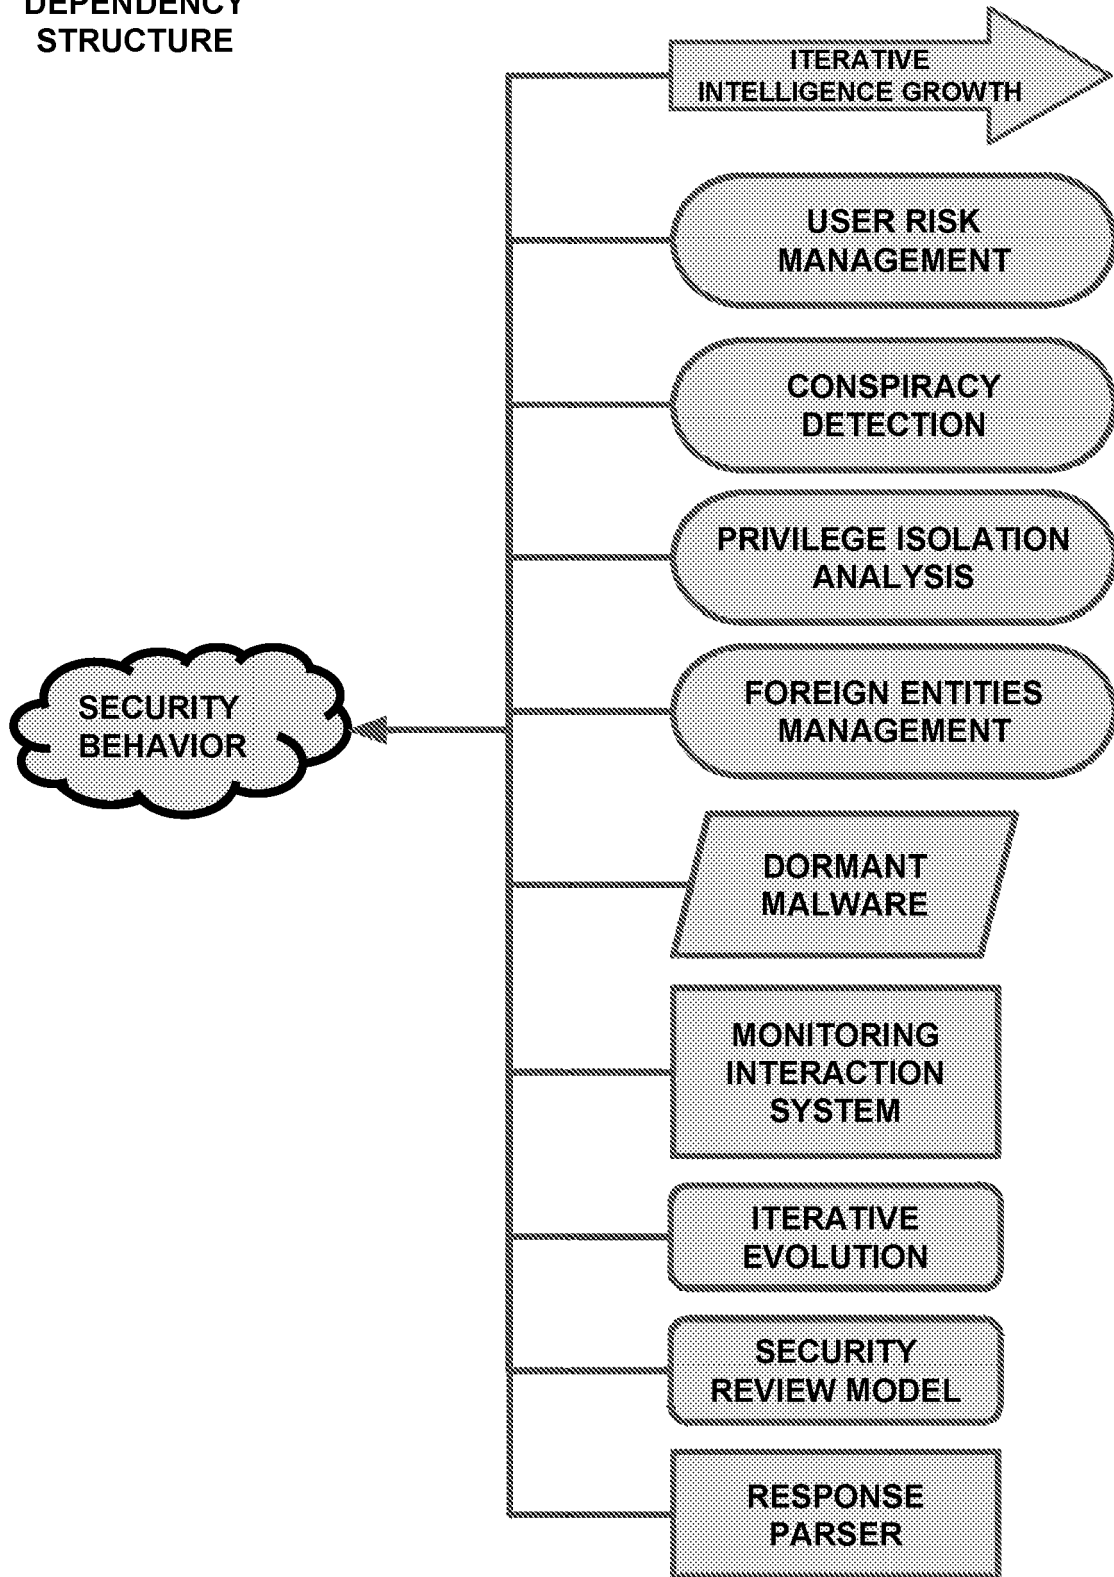 DEPENDENCY
STRUCTURE
ITERATIVE
INTELLIGENCE GROWTH
USER RISK
MANAGEMENT
CONSPIRACY
DETECTION
PRIVILEGE ISOLATION
ANALYSIS
FOREIGN ENTITIES
MANAGEMENT
SECURITY
BEHAVIOR
DORMANT
MALWARE
MONITORING
INTERACTION
SYSTEM
ITERATIVE
EVOLUTION
SECURITY
REVIEW MODEL
RESPONSE
PARSER